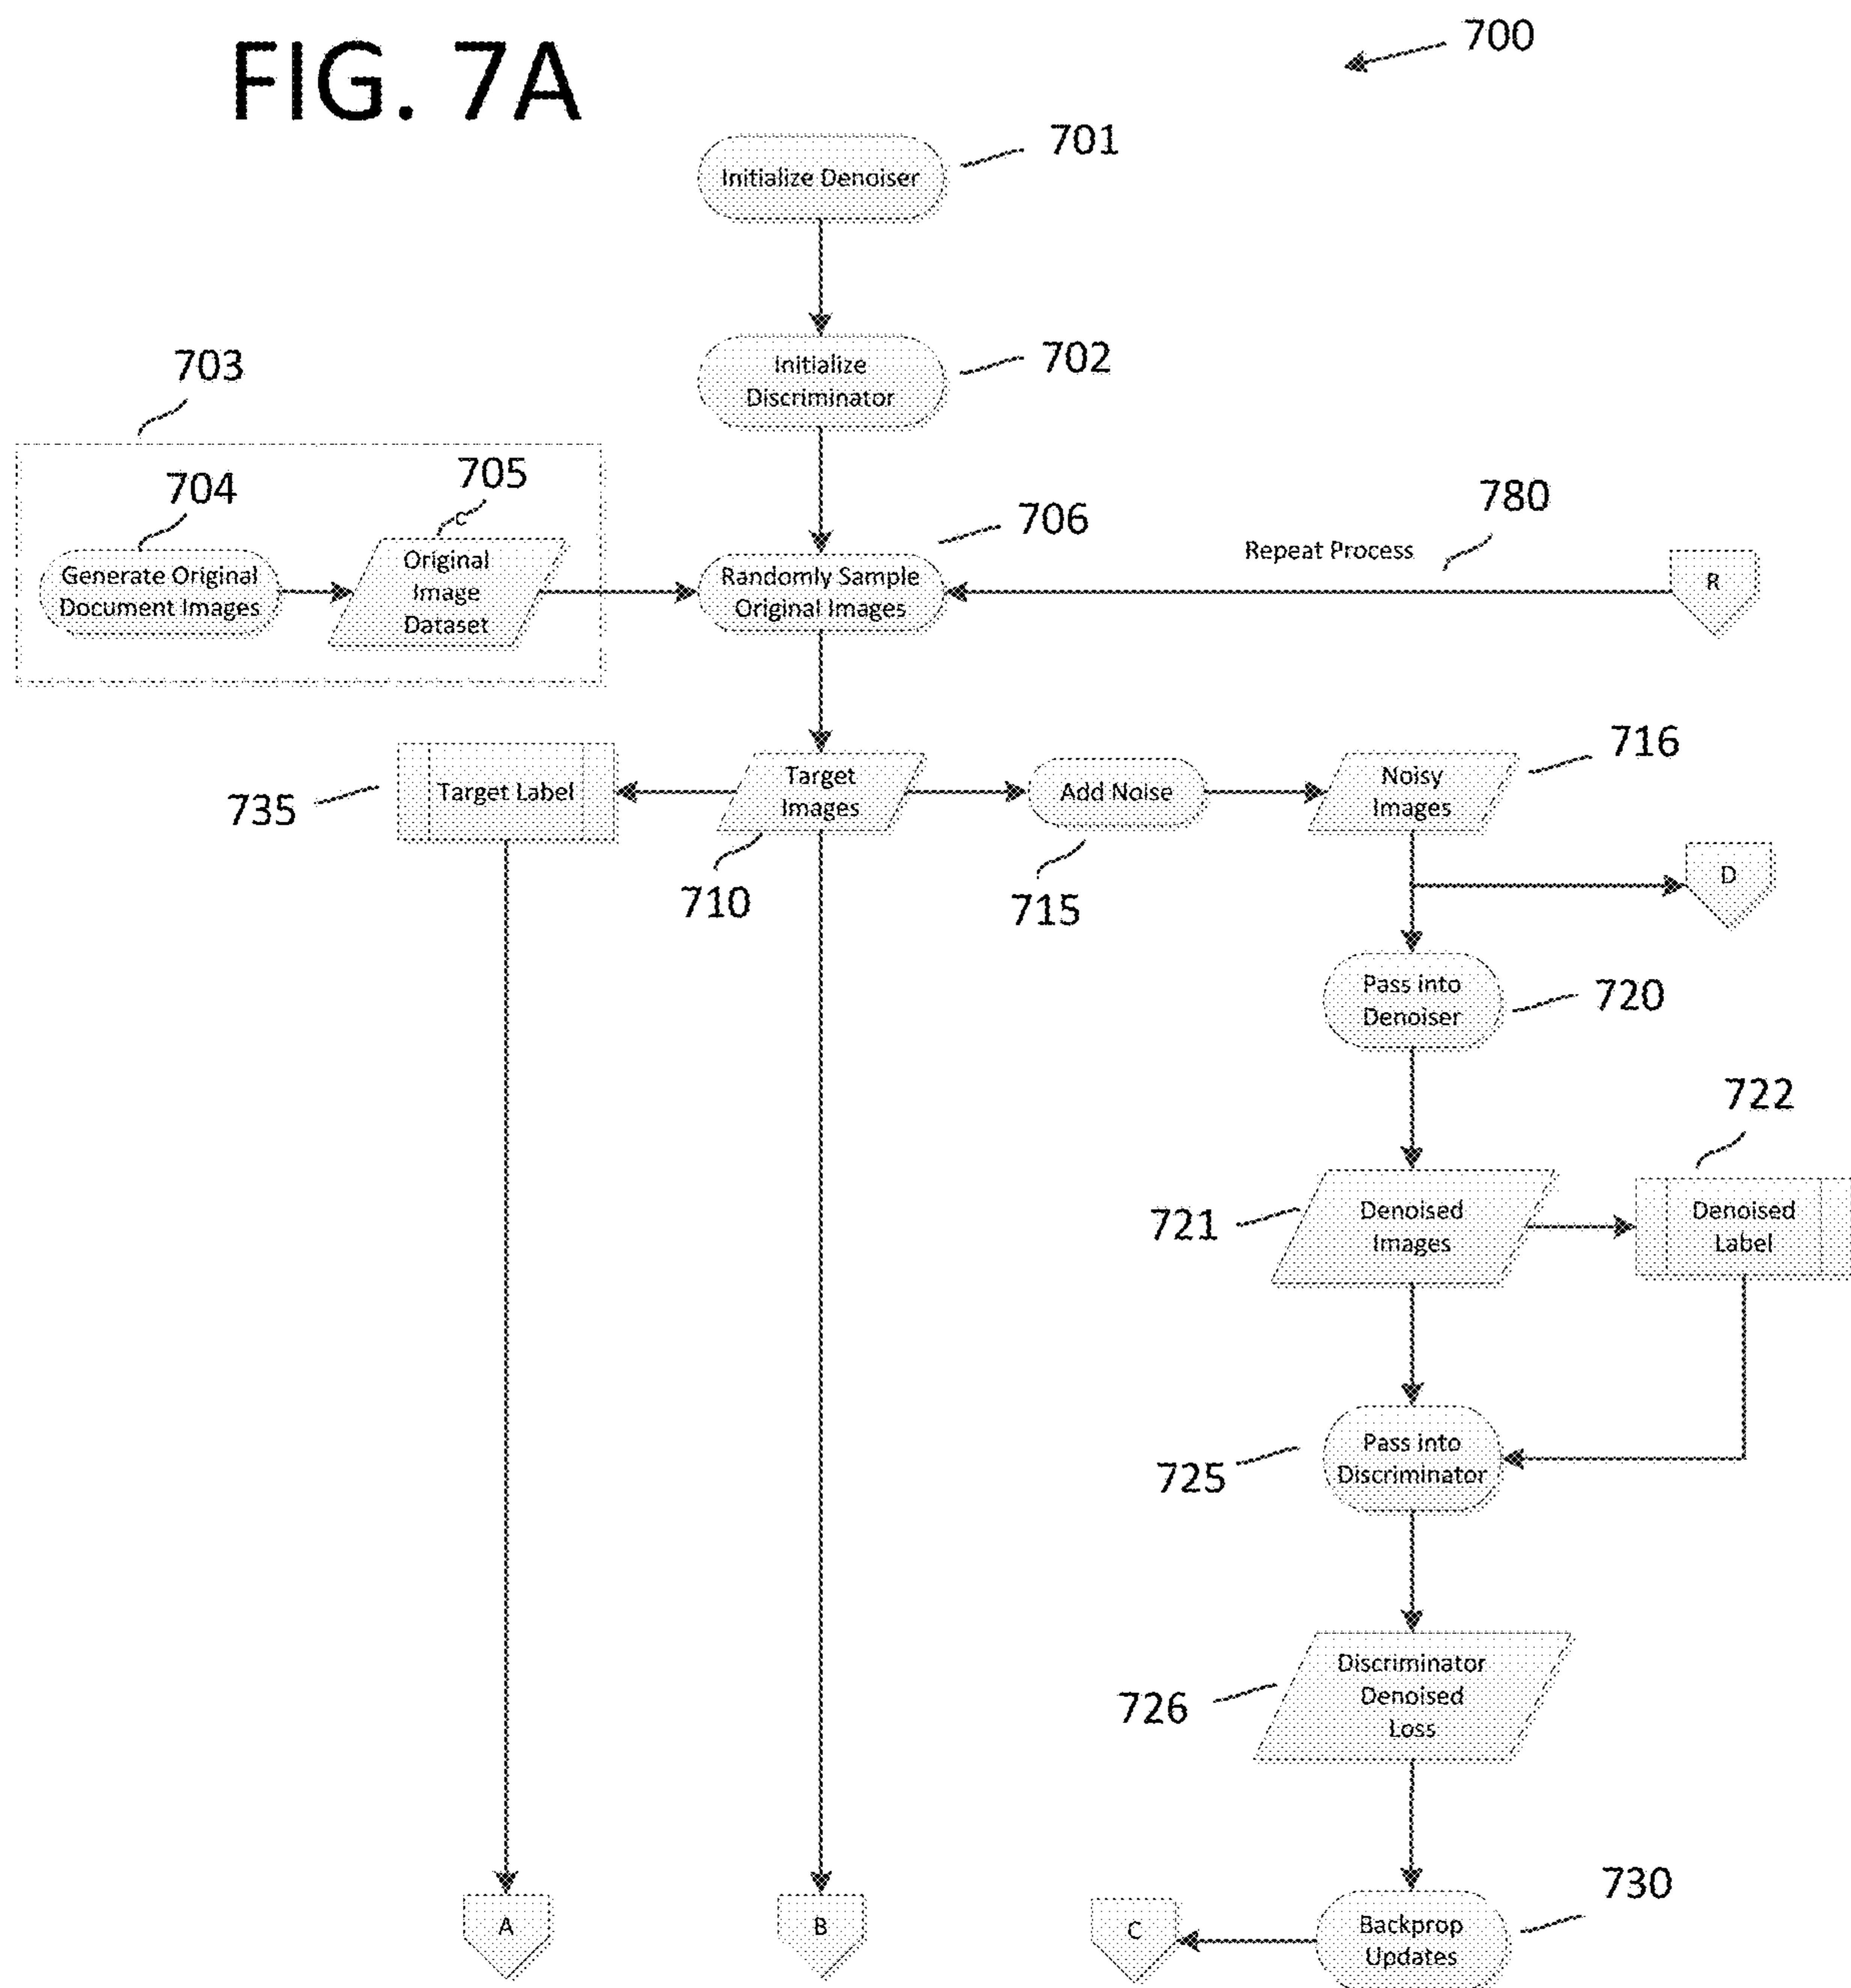 FIG. 7A
700
701
Initialize Denoiser
702
Initialize
Discriminator
703
704
705
C
Generate Original
Document Images
Original
Image
Dataset
706
Randomly Sample
Original Images
780
Repeat Process
R
735
Target Label
Target
Images
710
Add Noise
715
Noisy
Images
716
D
Pass into
Denoiser
720
722
721
Denoised
Images
Denoised
Label
725
Pass into
Discriminator
726
Discriminator
Denoised
Loss
730
A
B
C
Backprop
Updates